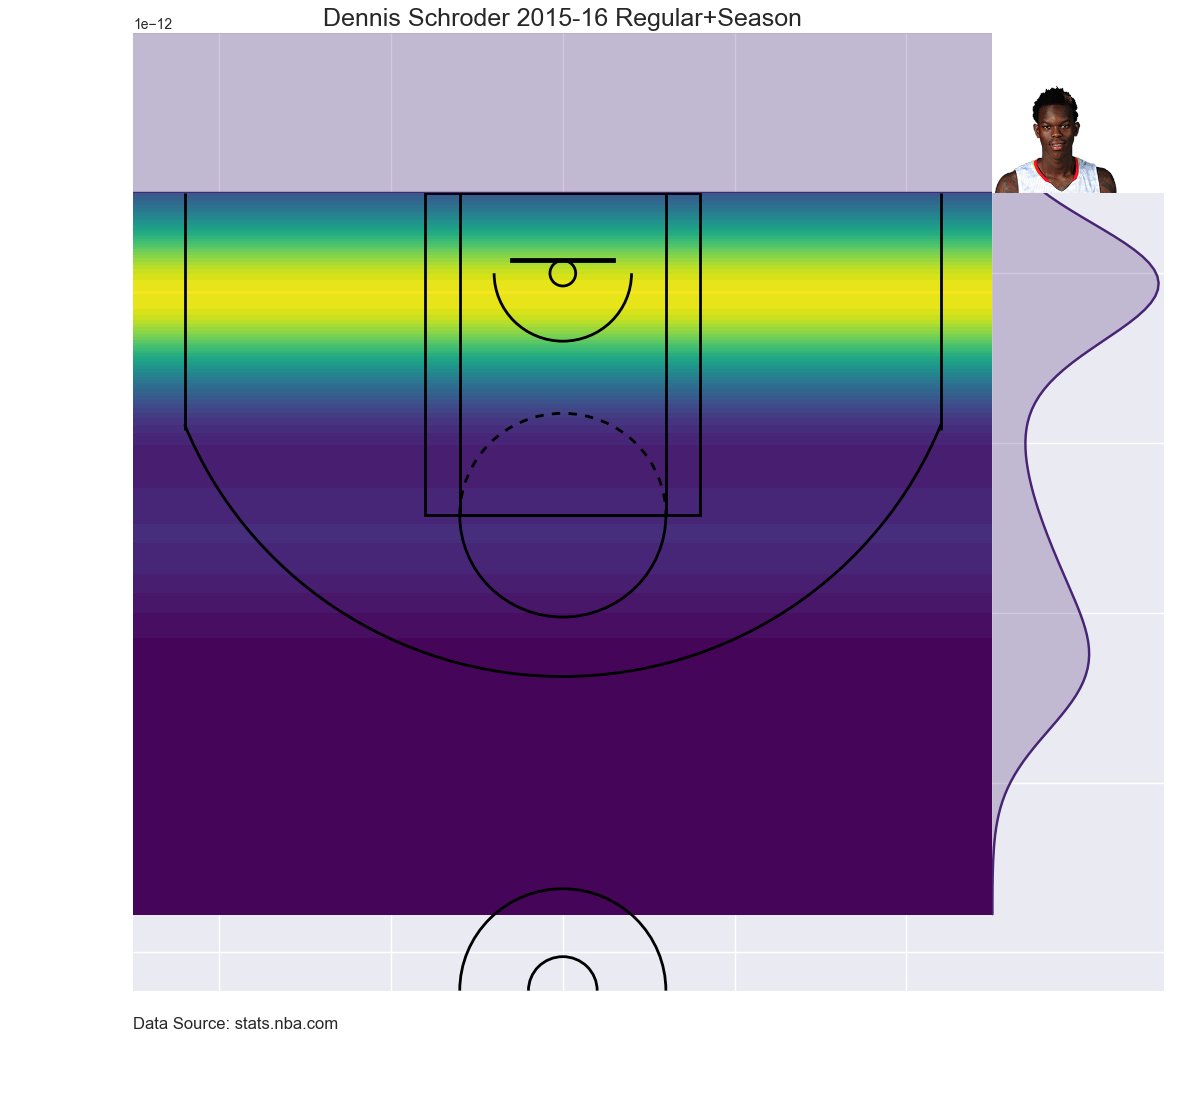 Dennis Schroder 2015-16 Regular+Season
1e−12
Data Source: stats.nba.com